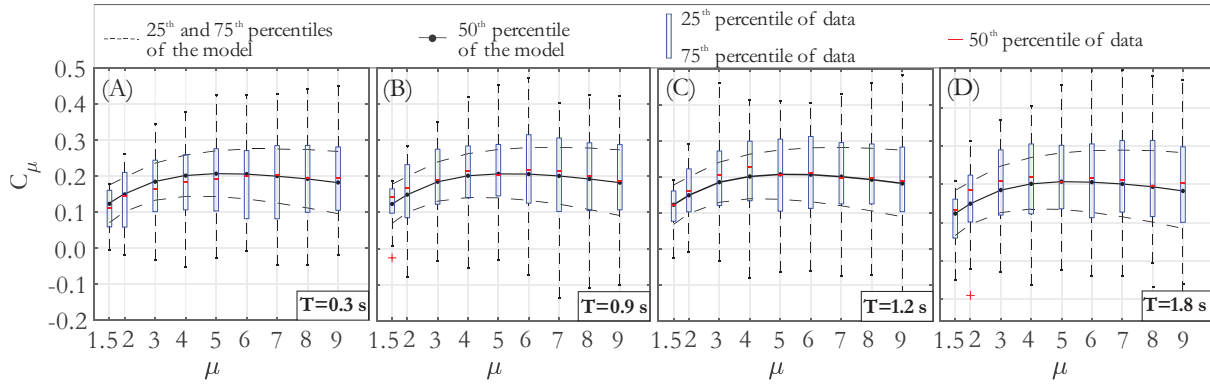 25th and 75th percentiles
of the model
50th percentile
of the model
25th percentile of data
75th percentile of data
50th percentile of data
Cμ
0.5
0.4
0.3
0.2
0.1
0.0
-0.1
-0.2
(A)
T=0.3 s
(B)
T=0.9 s
(C)
T=1.2 s
(D)
T=1.8 s
1.5 2 3 4 5 6 7 8 9
1.5 2 3 4 5 6 7 8 9
1.5 2 3 4 5 6 7 8 9
1.5 2 3 4 5 6 7 8 9
μ
μ
μ
μ